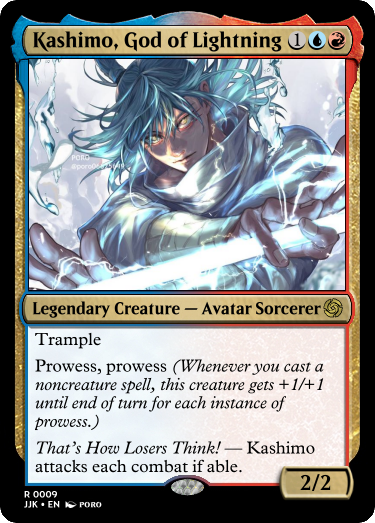 Kashimo, God of Lightning 1
PORO
Legendary Creature — Avatar Sorcerer
Trample
Prowess, prowess (Whenever you cast a
noncreature spell, this creature gets +1/+1
until end of turn for each instance of
prowess.)
That's How Losers Think! — Kashimo
attacks each combat if able.
2/2
R 0009
JJK • EN PORO